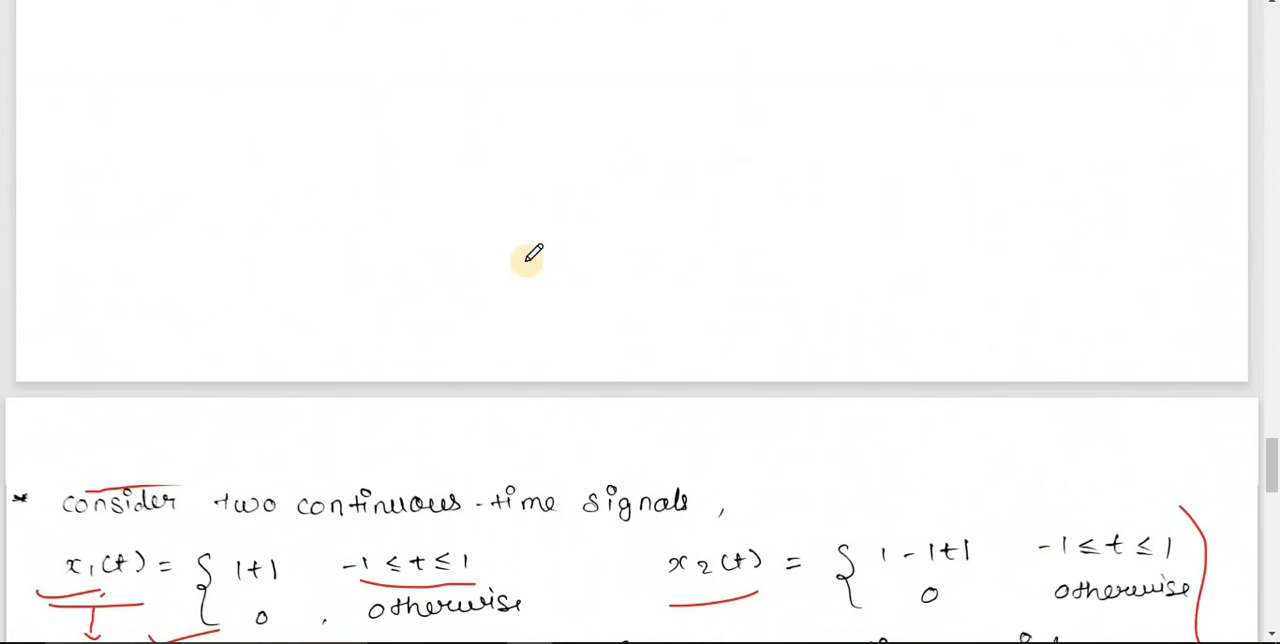 * consider two continuous-time signals,
x₁(t) = { |t| -1 ≤ t ≤ 1 x₂(t) = { 1 - |t| -1 ≤ t ≤ 1
0 , otherwise 0 otherwise